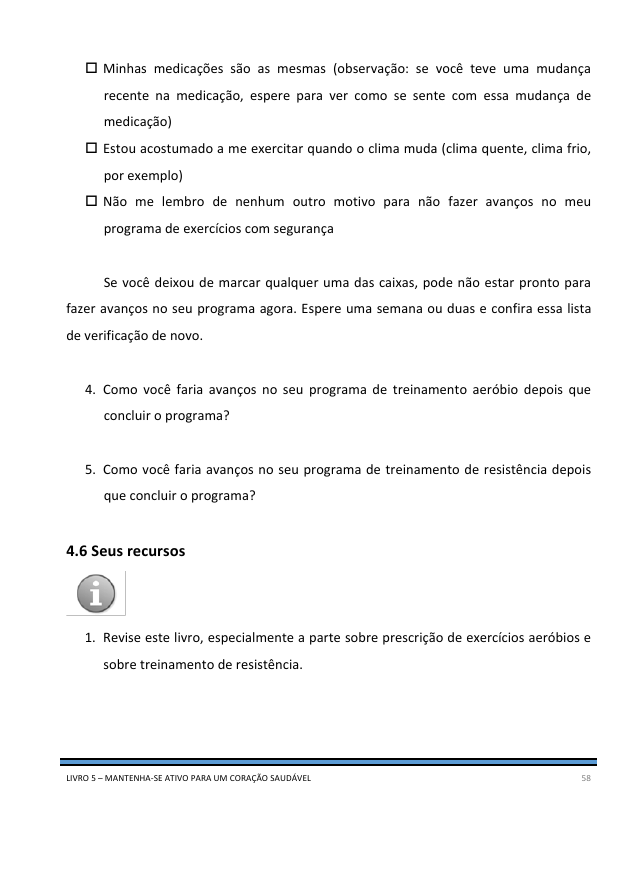 ☐ Minhas medicações são as mesmas (observação: se você teve uma mudança
recente na medicação, espere para ver como se sente com essa mudança de
medicação)
☐ Estou acostumado a me exercitar quando o clima muda (clima quente, clima frio,
por exemplo)
☐ Não me lembro de nenhum outro motivo para não fazer avanços no meu
programa de exercícios com segurança
Se você deixou de marcar qualquer uma das caixas, pode não estar pronto para
fazer avanços no seu programa agora. Espere uma semana ou duas e confira essa lista
de verificação de novo.
4. Como você faria avanços no seu programa de treinamento aeróbio depois que
concluir o programa?
5. Como você faria avanços no seu programa de treinamento de resistência depois
que concluir o programa?
4.6 Seus recursos
i
1. Revise este livro, especialmente a parte sobre prescrição de exercícios aeróbios e
sobre treinamento de resistência.
LIVRO 5 – MANTENHA-SE ATIVO PARA UM CORAÇÃO SAUDÁVEL 58